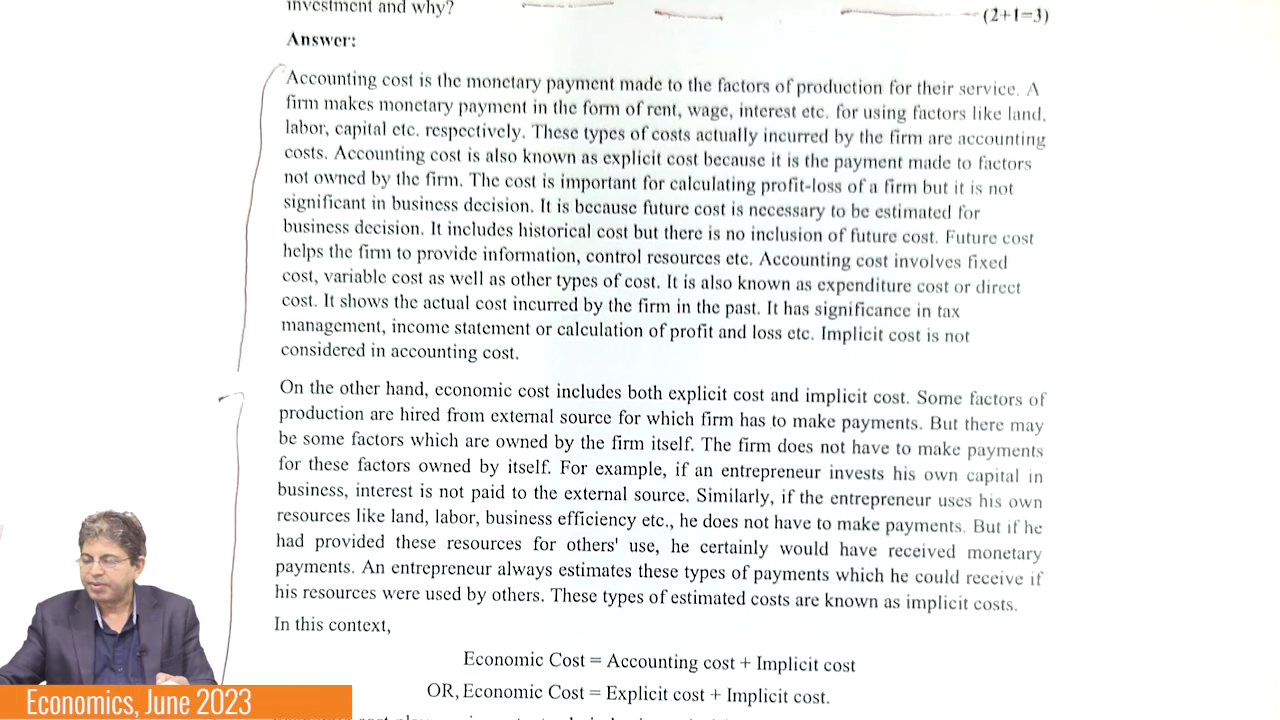 investment and why?
(2+1=3)
Answer:
Accounting cost is the monetary payment made to the factors of production for their service. A
firm makes monetary payment in the form of rent, wage, interest etc. for using factors like land,
labor, capital etc. respectively. These types of costs actually incurred by the firm are accounting
costs. Accounting cost is also known as explicit cost because it is the payment made to factors
not owned by the firm. The cost is important for calculating profit-loss of a firm but it is not
significant in business decision. It is because future cost is necessary to be estimated for
business decision. It includes historical cost but there is no inclusion of future cost. Future cost
helps the firm to provide information, control resources etc. Accounting cost involves fixed
cost, variable cost as well as other types of cost. It is also known as expenditure cost or direct
cost. It shows the actual cost incurred by the firm in the past. It has significance in tax
management, income statement or calculation of profit and loss etc. Implicit cost is not
considered in accounting cost.
On the other hand, economic cost includes both explicit cost and implicit cost. Some factors of
production are hired from external source for which firm has to make payments. But there may
be some factors which are owned by the firm itself. The firm does not have to make payments
for these factors owned by itself. For example, if an entrepreneur invests his own capital in
business, interest is not paid to the external source. Similarly, if the entrepreneur uses his own
resources like land, labor, business efficiency etc., he does not have to make payments. But if he
had provided these resources for others' use, he certainly would have received monetary
payments. An entrepreneur always estimates these types of payments which he could receive if
his resources were used by others. These types of estimated costs are known as implicit costs.
In this context,
Economic Cost = Accounting cost + Implicit cost
OR, Economic Cost = Explicit cost + Implicit cost.
Economics, June 2023